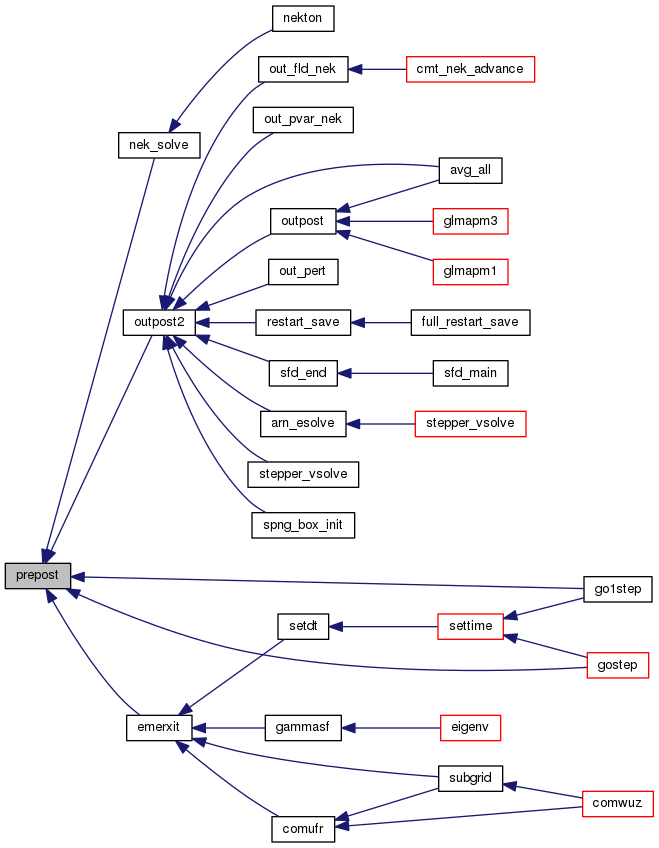 nekton
out_fld_nek
cmt_nek_advance
out_pvar_nek
nek_solve
avg_all
outpost
glmapm3
out_pert
glmapm1
outpost2
restart_save
full_restart_save
sfd_end
sfd_main
arn_esolve
stepper_vsolve
stepper_vsolve
spng_box_init
prepost
go1step
setdt
settime
gostep
emerxit
gammasf
eigenv
subgrid
comwuz
comufr